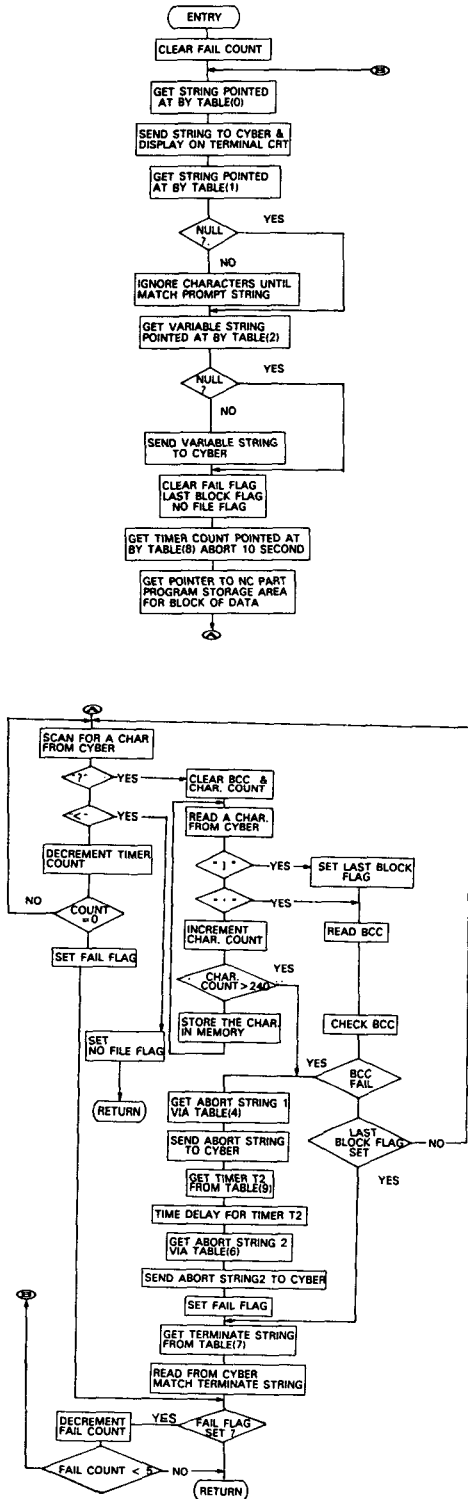 ENTRY
CLEAR FAIL COUNT
B
GET STRING POINTED
AT BY TABLE(0)
SEND STRING TO CYBER &
DISPLAY ON TERMINAL CRT
GET STRING POINTED
AT BY TABLE(1)
YES
NULL
?
NO
IGNORE CHARACTERS UNTIL
MATCH PROMPT STRING
GET VARIABLE STRING
POINTED AT BY TABLE(2)
YES
NULL
?
NO
SEND VARIABLE STRING
TO CYBER
CLEAR FAIL FLAG
LAST BLOCK FLAG
NO FILE FLAG
GET TIMER COUNT POINTED AT
BY TABLE(8) ABORT 10 SECOND
GET POINTER TO NC PART
PROGRAM STORAGE AREA
FOR BLOCK OF DATA
A
A
SCAN FOR A CHAR
FROM CYBER
"?"
YES
<-
YES
DECREMENT TIMER
COUNT
NO
COUNT
=0
SET FAIL FLAG
SET
NO FILE FLAG
RETURN
CLEAR BCC &
CHAR. COUNT
READ A CHAR.
FROM CYBER
"]"
YES
SET LAST BLOCK
FLAG
YES
READ BCC
INCREMENT
CHAR. COUNT
CHAR.
COUNT>240
YES
STORE THE CHAR.
IN MEMORY
CHECK BCC
YES
BCC
FAIL
LAST
BLOCK FLAG
SET
NO
YES
GET ABORT STRING 1
VIA TABLE(4)
SEND ABORT STRING
TO CYBER
GET TIMER T2
FROM TABLE(9)
TIME DELAY FOR TIMER T2
GET ABORT STRING 2
VIA TABLE(6)
SEND ABORT STRING2 TO CYBER
SET FAIL FLAG
GET TERMINATE STRING
FROM TABLE(7)
READ FROM CYBER
MATCH TERMINATE STRING
B
DECREMENT
FAIL COUNT
YES
FAIL FLAG
SET ?
FAIL COUNT < 5
NO
RETURN